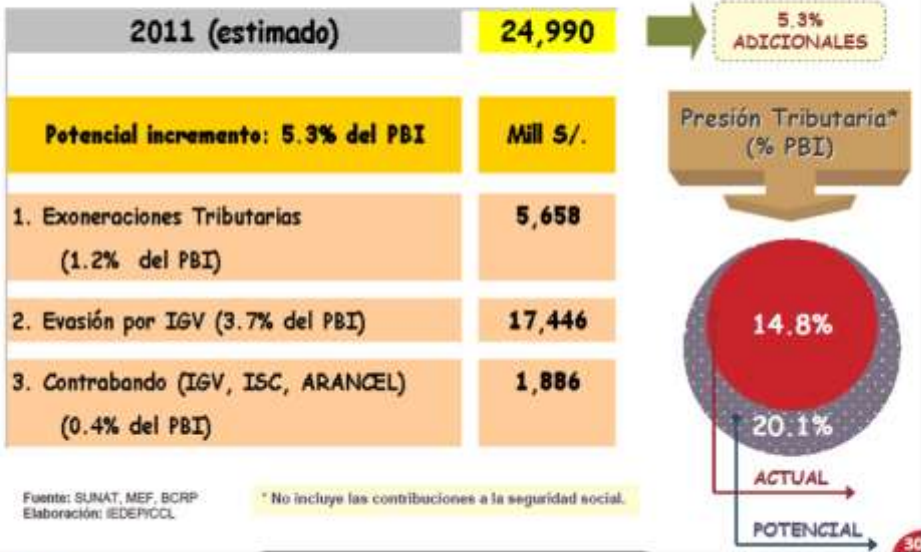 2011 (estimado) 24,990
5.3%
ADICIONALES
Potencial incremento: 5.3% del PBI Mill S/.
Presión Tributaria*
(% PBI)
1. Exoneraciones Tributarias 5,658
(1.2% del PBI)
2. Evasión por IGV (3.7% del PBI) 17,446
3. Contrabando (IGV, ISC, ARANCEL) 1,886
(0.4% del PBI)
14.8%
20.1%
ACTUAL
POTENCIAL
Fuente: SUNAT, MEF, BCRP
Elaboración: IEDEP/CCL
* No incluye las contribuciones a la seguridad social.
30